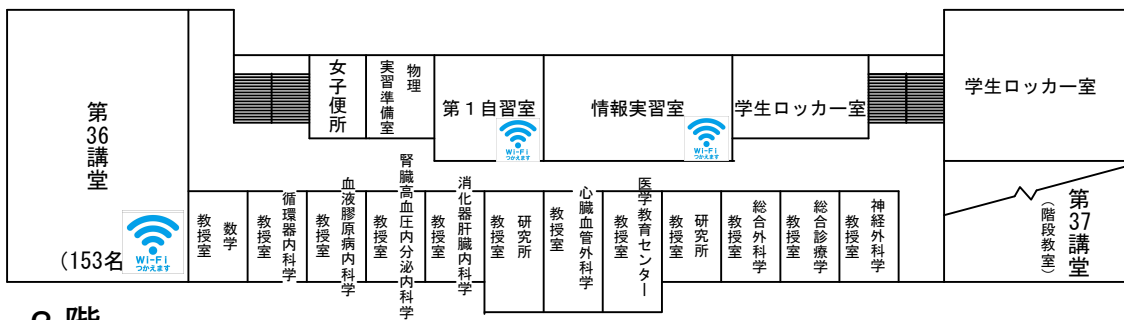 第36講堂
(153名
Wi-Fi
つかえます
女子便所
物理
実習準備室
第1自習室
Wi-Fi
つかえます
情報実習室
Wi-Fi
つかえます
学生ロッカー室
学生ロッカー室
数学
教授室
循環器内科学
教授室
血液膠原病内科学
教授室
腎臓高血圧内分泌内科学
教授室
消化器肝臓内科学
教授室
研究所
教授室
心臓血管外科学
教授室
医学教育センター
教授室
研究所
教授室
総合外科学
教授室
総合診療学
教授室
神経外科学
教授室
第37講堂
(階段教室)
階